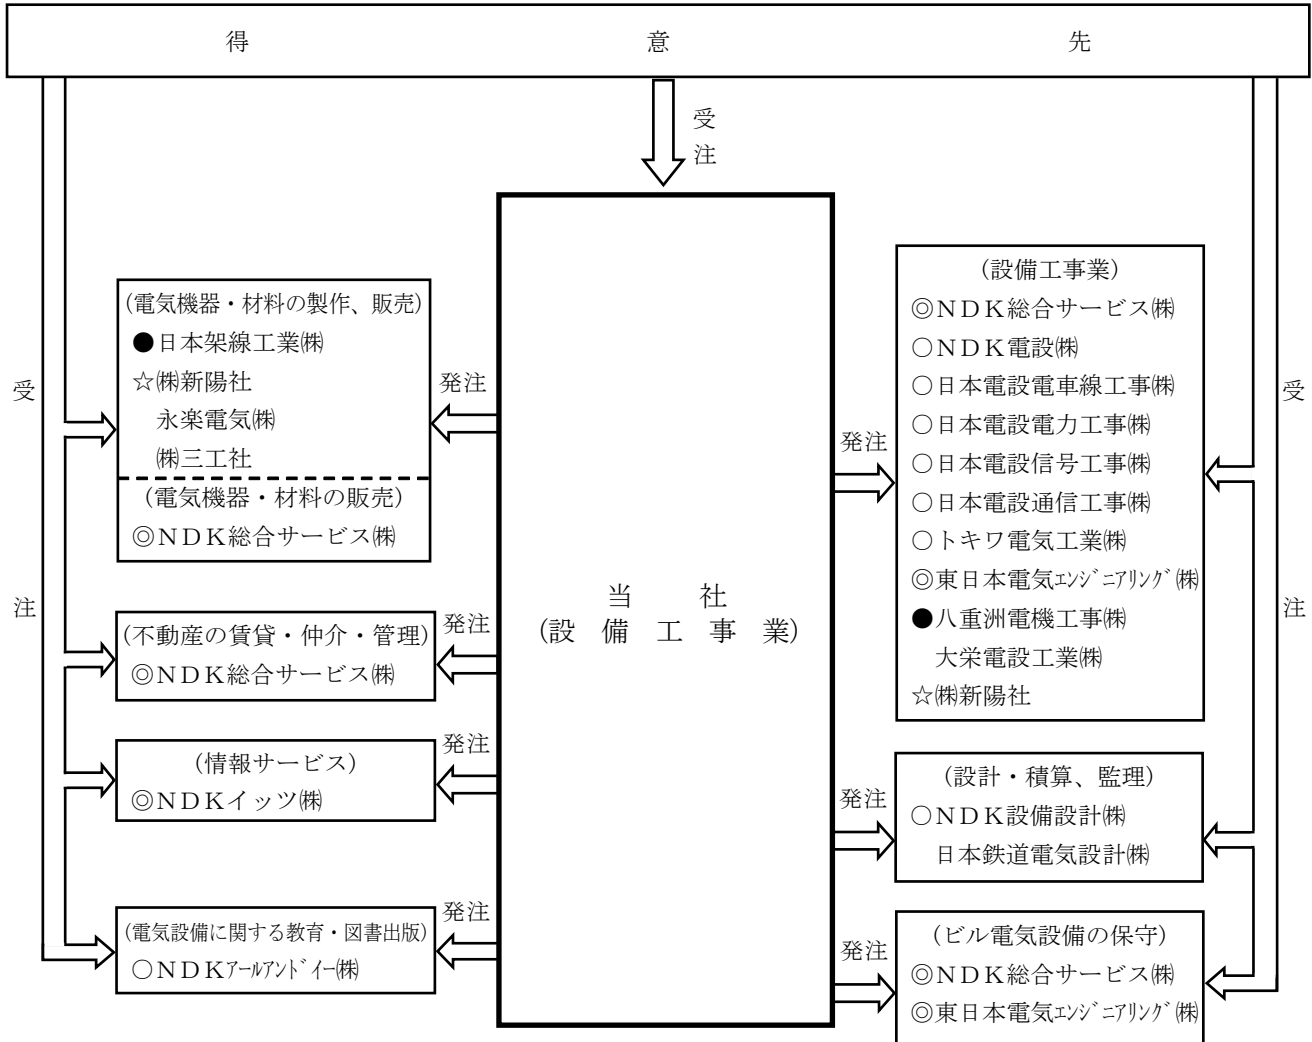 得意先
受
注
(電気機器・材料の製作、販売)
●日本架線工業㈱
☆㈱新陽社
永楽電気㈱
㈱三工社
(電気機器・材料の販売)
◎NDK総合サービス㈱
発注
(不動産の賃貸・仲介・管理)
◎NDK総合サービス㈱
発注
(情報サービス)
◎NDKイッツ㈱
発注
(電気設備に関する教育・図書出版)
○NDKアールアンドイー㈱
発注
受
注
当社
(設備工事業)
受
注
発注
(設備工事業)
◎NDK総合サービス㈱
○NDK電設㈱
○日本電設電車線工事㈱
○日本電設電力工事㈱
○日本電設信号工事㈱
○日本電設通信工事㈱
○トキワ電気工業㈱
◎東日本電気エンジニアリング㈱
●八重洲電機工事㈱
大栄電設工業㈱
☆㈱新陽社
発注
(設計・積算、監理)
○NDK設備設計㈱
日本鉄道電気設計㈱
発注
(ビル電気設備の保守)
◎NDK総合サービス㈱
◎東日本電気エンジニアリング㈱
受
注